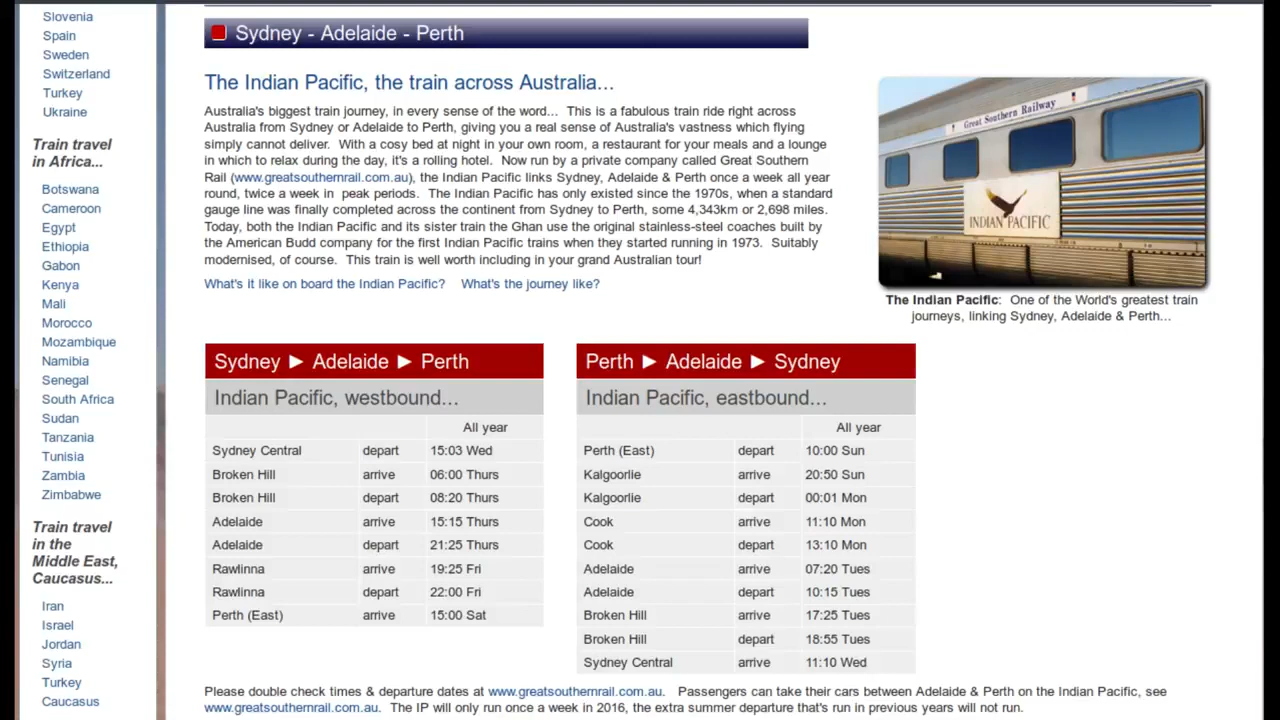 Slovenia
Spain
Sweden
Switzerland
Turkey
Ukraine
Train travel
in Africa...
Botswana
Cameroon
Egypt
Ethiopia
Gabon
Kenya
Mali
Morocco
Mozambique
Namibia
Senegal
South Africa
Sudan
Tanzania
Tunisia
Zambia
Zimbabwe
Train travel
in the
Middle East,
Caucasus...
Iran
Israel
Jordan
Syria
Turkey
Caucasus
Sydney - Adelaide - Perth
The Indian Pacific, the train across Australia...
Australia's biggest train journey, in every sense of the word... This is a fabulous train ride right across
Australia from Sydney or Adelaide to Perth, giving you a real sense of Australia's vastness which flying
simply cannot deliver. With a cosy bed at night in your own room, a restaurant for your meals and a lounge
in which to relax during the day, it's a rolling hotel. Now run by a private company called Great Southern
Rail (www.greatsouthernrail.com.au), the Indian Pacific links Sydney, Adelaide & Perth once a week all year
round, twice a week in peak periods. The Indian Pacific has only existed since the 1970s, when a standard
gauge line was finally completed across the continent from Sydney to Perth, some 4,343km or 2,698 miles.
Today, both the Indian Pacific and its sister train the Ghan use the original stainless-steel coaches built by
the American Budd company for the first Indian Pacific trains when they started running in 1973. Suitably
modernised, of course. This train is well worth including in your grand Australian tour!
What's it like on board the Indian Pacific? What's the journey like?
Great Southern Railway
INDIAN PACIFIC
The Indian Pacific: One of the World's greatest train
journeys, linking Sydney, Adelaide & Perth...
Sydney ► Adelaide ► Perth
Indian Pacific, westbound...
All year
Sydney Central depart 15:03 Wed
Broken Hill arrive 06:00 Thurs
Broken Hill depart 08:20 Thurs
Adelaide arrive 15:15 Thurs
Adelaide depart 21:25 Thurs
Rawlinna arrive 19:25 Fri
Rawlinna depart 22:00 Fri
Perth (East) arrive 15:00 Sat
Perth ► Adelaide ► Sydney
Indian Pacific, eastbound...
All year
Perth (East) depart 10:00 Sun
Kalgoorlie arrive 20:50 Sun
Kalgoorlie depart 00:01 Mon
Cook arrive 11:10 Mon
Cook depart 13:10 Mon
Adelaide arrive 07:20 Tues
Adelaide depart 10:15 Tues
Broken Hill arrive 17:25 Tues
Broken Hill depart 18:55 Tues
Sydney Central arrive 11:10 Wed
Please double check times & departure dates at www.greatsouthernrail.com.au. Passengers can take their cars between Adelaide & Perth on the Indian Pacific, see
www.greatsouthernrail.com.au. The IP will only run once a week in 2016, the extra summer departure that's run in previous years will not run.